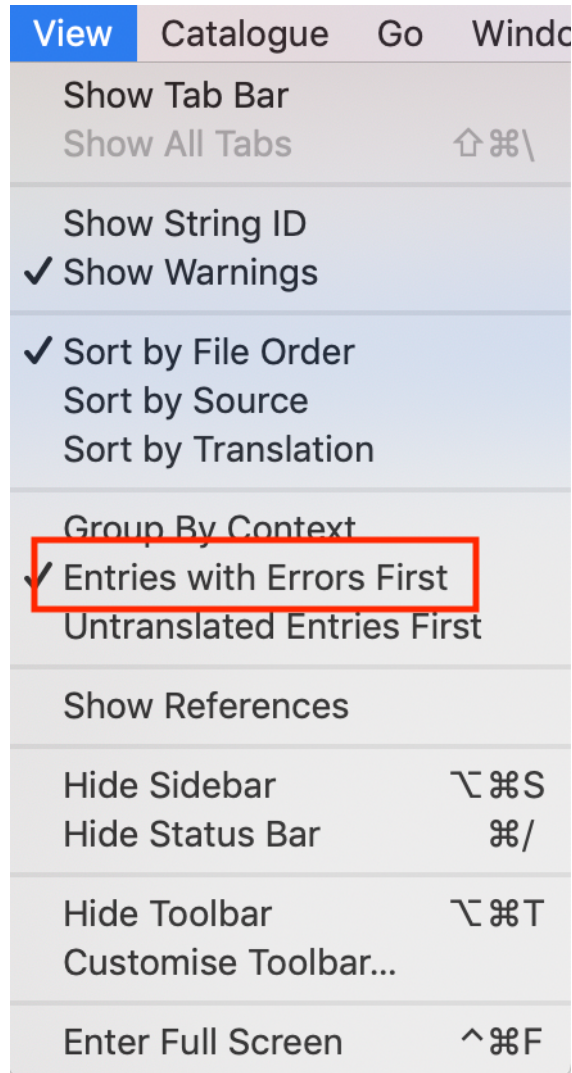 View Catalogue Go Windo
Show Tab Bar
Show All Tabs ⇧⌘\
Show String ID
✓ Show Warnings
✓ Sort by File Order
Sort by Source
Sort by Translation
Group By Context
✓ Entries with Errors First
Untranslated Entries First
Show References
Hide Sidebar ⌥⌘S
Hide Status Bar ⌘/
Hide Toolbar ⌥⌘T
Customise Toolbar...
Enter Full Screen ^⌘F